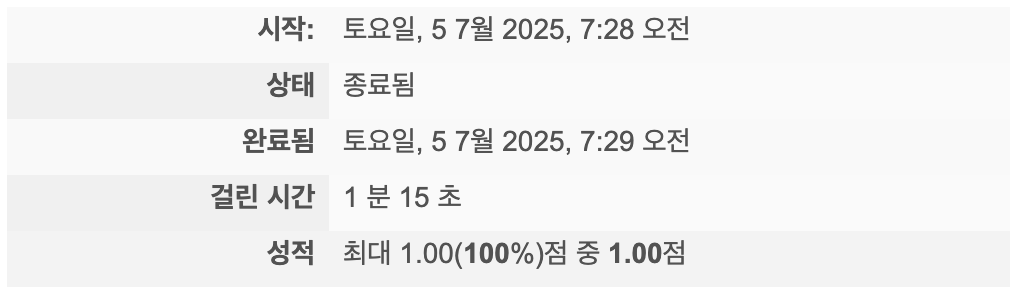 시작: 토요일, 5 7월 2025, 7:28 오전
상태 종료됨
완료됨 토요일, 5 7월 2025, 7:29 오전
걸린 시간 1 분 15 초
성적 최대 1.00(100%)점 중 1.00점